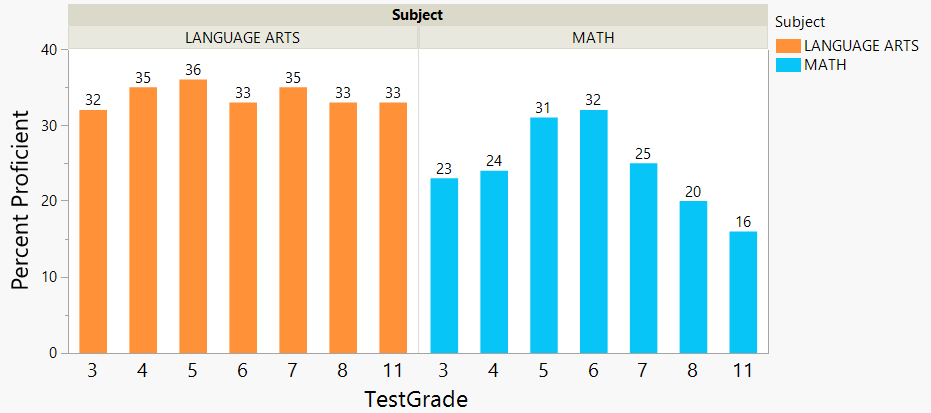 Subject
LANGUAGE ARTS MATH
Subject
LANGUAGE ARTS
MATH
Percent Proficient
40
30
20
10
0
32 35 36 33 35 33 33
23 24 31 32 25 20 16
3 4 5 6 7 8 11 3 4 5 6 7 8 11
TestGrade